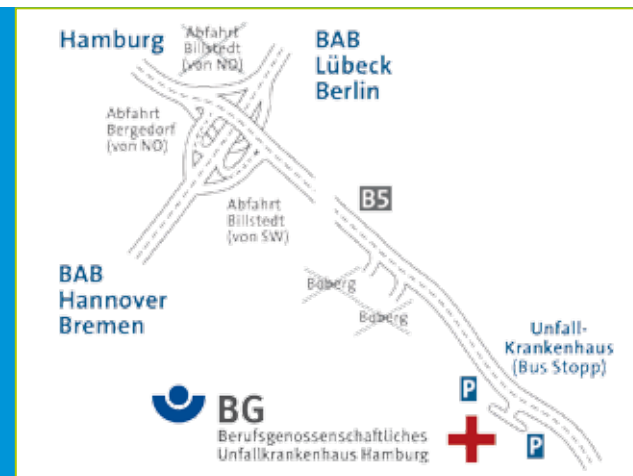 Hamburg
Abfahrt
Billstedt
(von NO)
BAB
Lübeck
Berlin
Abfahrt
Bergedorf
(von NO)
Abfahrt
Billstedt
(von SW)
B5
BAB
Hannover
Bremen
Boberg
Boberg
Unfall-
Krankenhaus
(Bus Stopp)
P
P
BG
Berufsgenossenschaftliches
Unfallkrankenhaus Hamburg